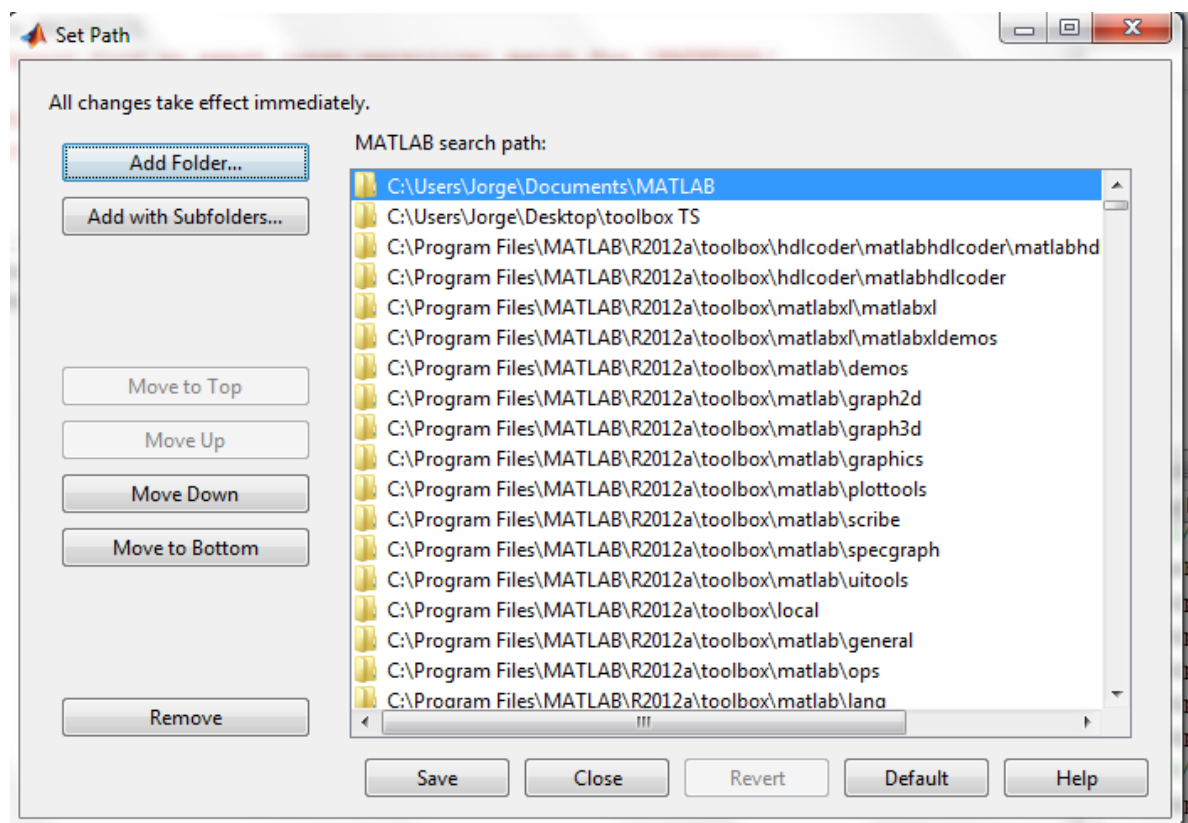 Set Path
All changes take effect immediately.
Add Folder...
Add with Subfolders...
Move to Top
Move Up
Move Down
Move to Bottom
Remove
MATLAB search path:
C:\Users\Jorge\Documents\MATLAB
C:\Users\Jorge\Desktop\toolbox TS
C:\Program Files\MATLAB\R2012a\toolbox\hdlcoder\matlabhdlcoder\matlabhd
C:\Program Files\MATLAB\R2012a\toolbox\hdlcoder\matlabhdlcoder
C:\Program Files\MATLAB\R2012a\toolbox\matlabxl\matlabxl
C:\Program Files\MATLAB\R2012a\toolbox\matlabxl\matlabxldemos
C:\Program Files\MATLAB\R2012a\toolbox\matlab\demos
C:\Program Files\MATLAB\R2012a\toolbox\matlab\graph2d
C:\Program Files\MATLAB\R2012a\toolbox\matlab\graph3d
C:\Program Files\MATLAB\R2012a\toolbox\matlab\graphics
C:\Program Files\MATLAB\R2012a\toolbox\matlab\plottools
C:\Program Files\MATLAB\R2012a\toolbox\matlab\scribe
C:\Program Files\MATLAB\R2012a\toolbox\matlab\specgraph
C:\Program Files\MATLAB\R2012a\toolbox\matlab\uitools
C:\Program Files\MATLAB\R2012a\toolbox\local
C:\Program Files\MATLAB\R2012a\toolbox\matlab\general
C:\Program Files\MATLAB\R2012a\toolbox\matlab\ops
C:\Program Files\MATLAB\R2012a\toolbox\matlab\lang
Save
Close
Revert
Default
Help